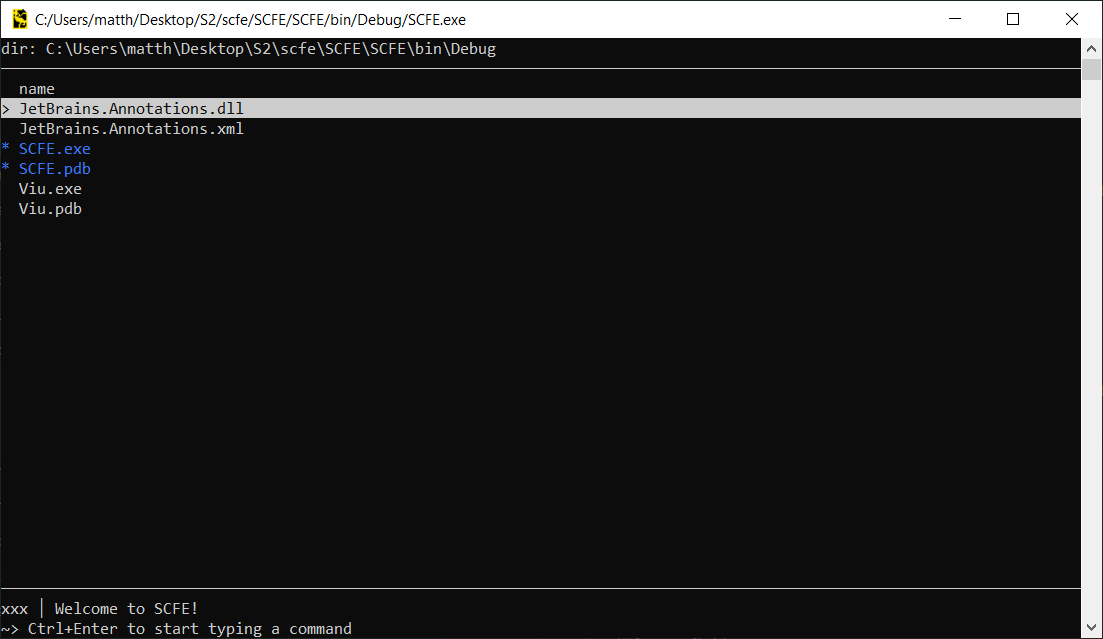 C:/Users/matth/Desktop/S2/scfe/SCFE/SCFE/bin/Debug/SCFE.exe
dir: C:\Users\matth\Desktop\S2\scfe\SCFE\SCFE\bin\Debug
name
> JetBrains.Annotations.dll
JetBrains.Annotations.xml
* SCFE.exe
* SCFE.pdb
Viu.exe
Viu.pdb
xxx │ Welcome to SCFE!
~> Ctrl+Enter to start typing a command